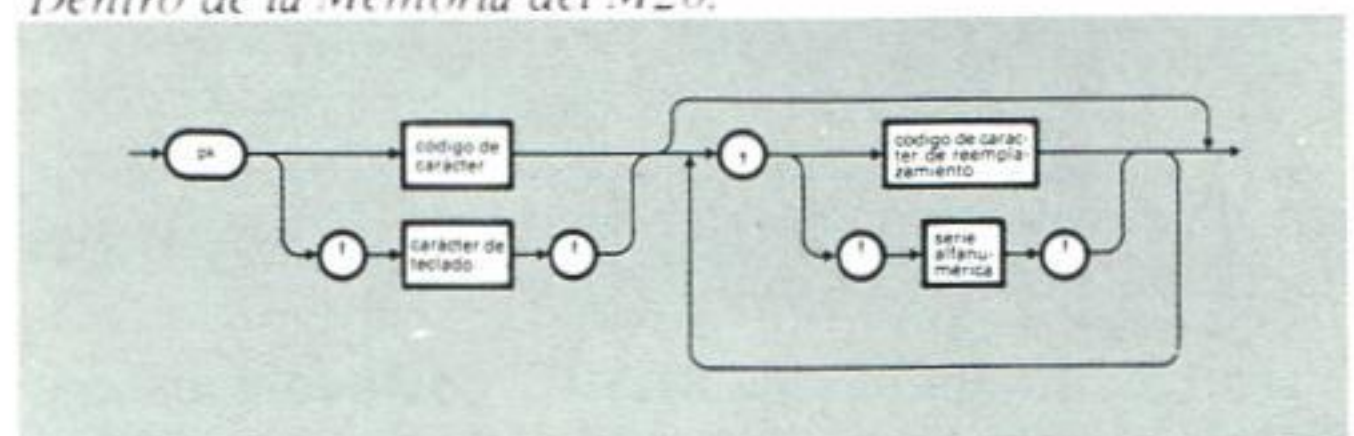 Dentro de la Memoria del M20.
pk
código de
carácter
,
código de carác-
ter de reempla-
zamiento
'
carácter de
teclado
'
'
serie
alfanu-
mérica
'